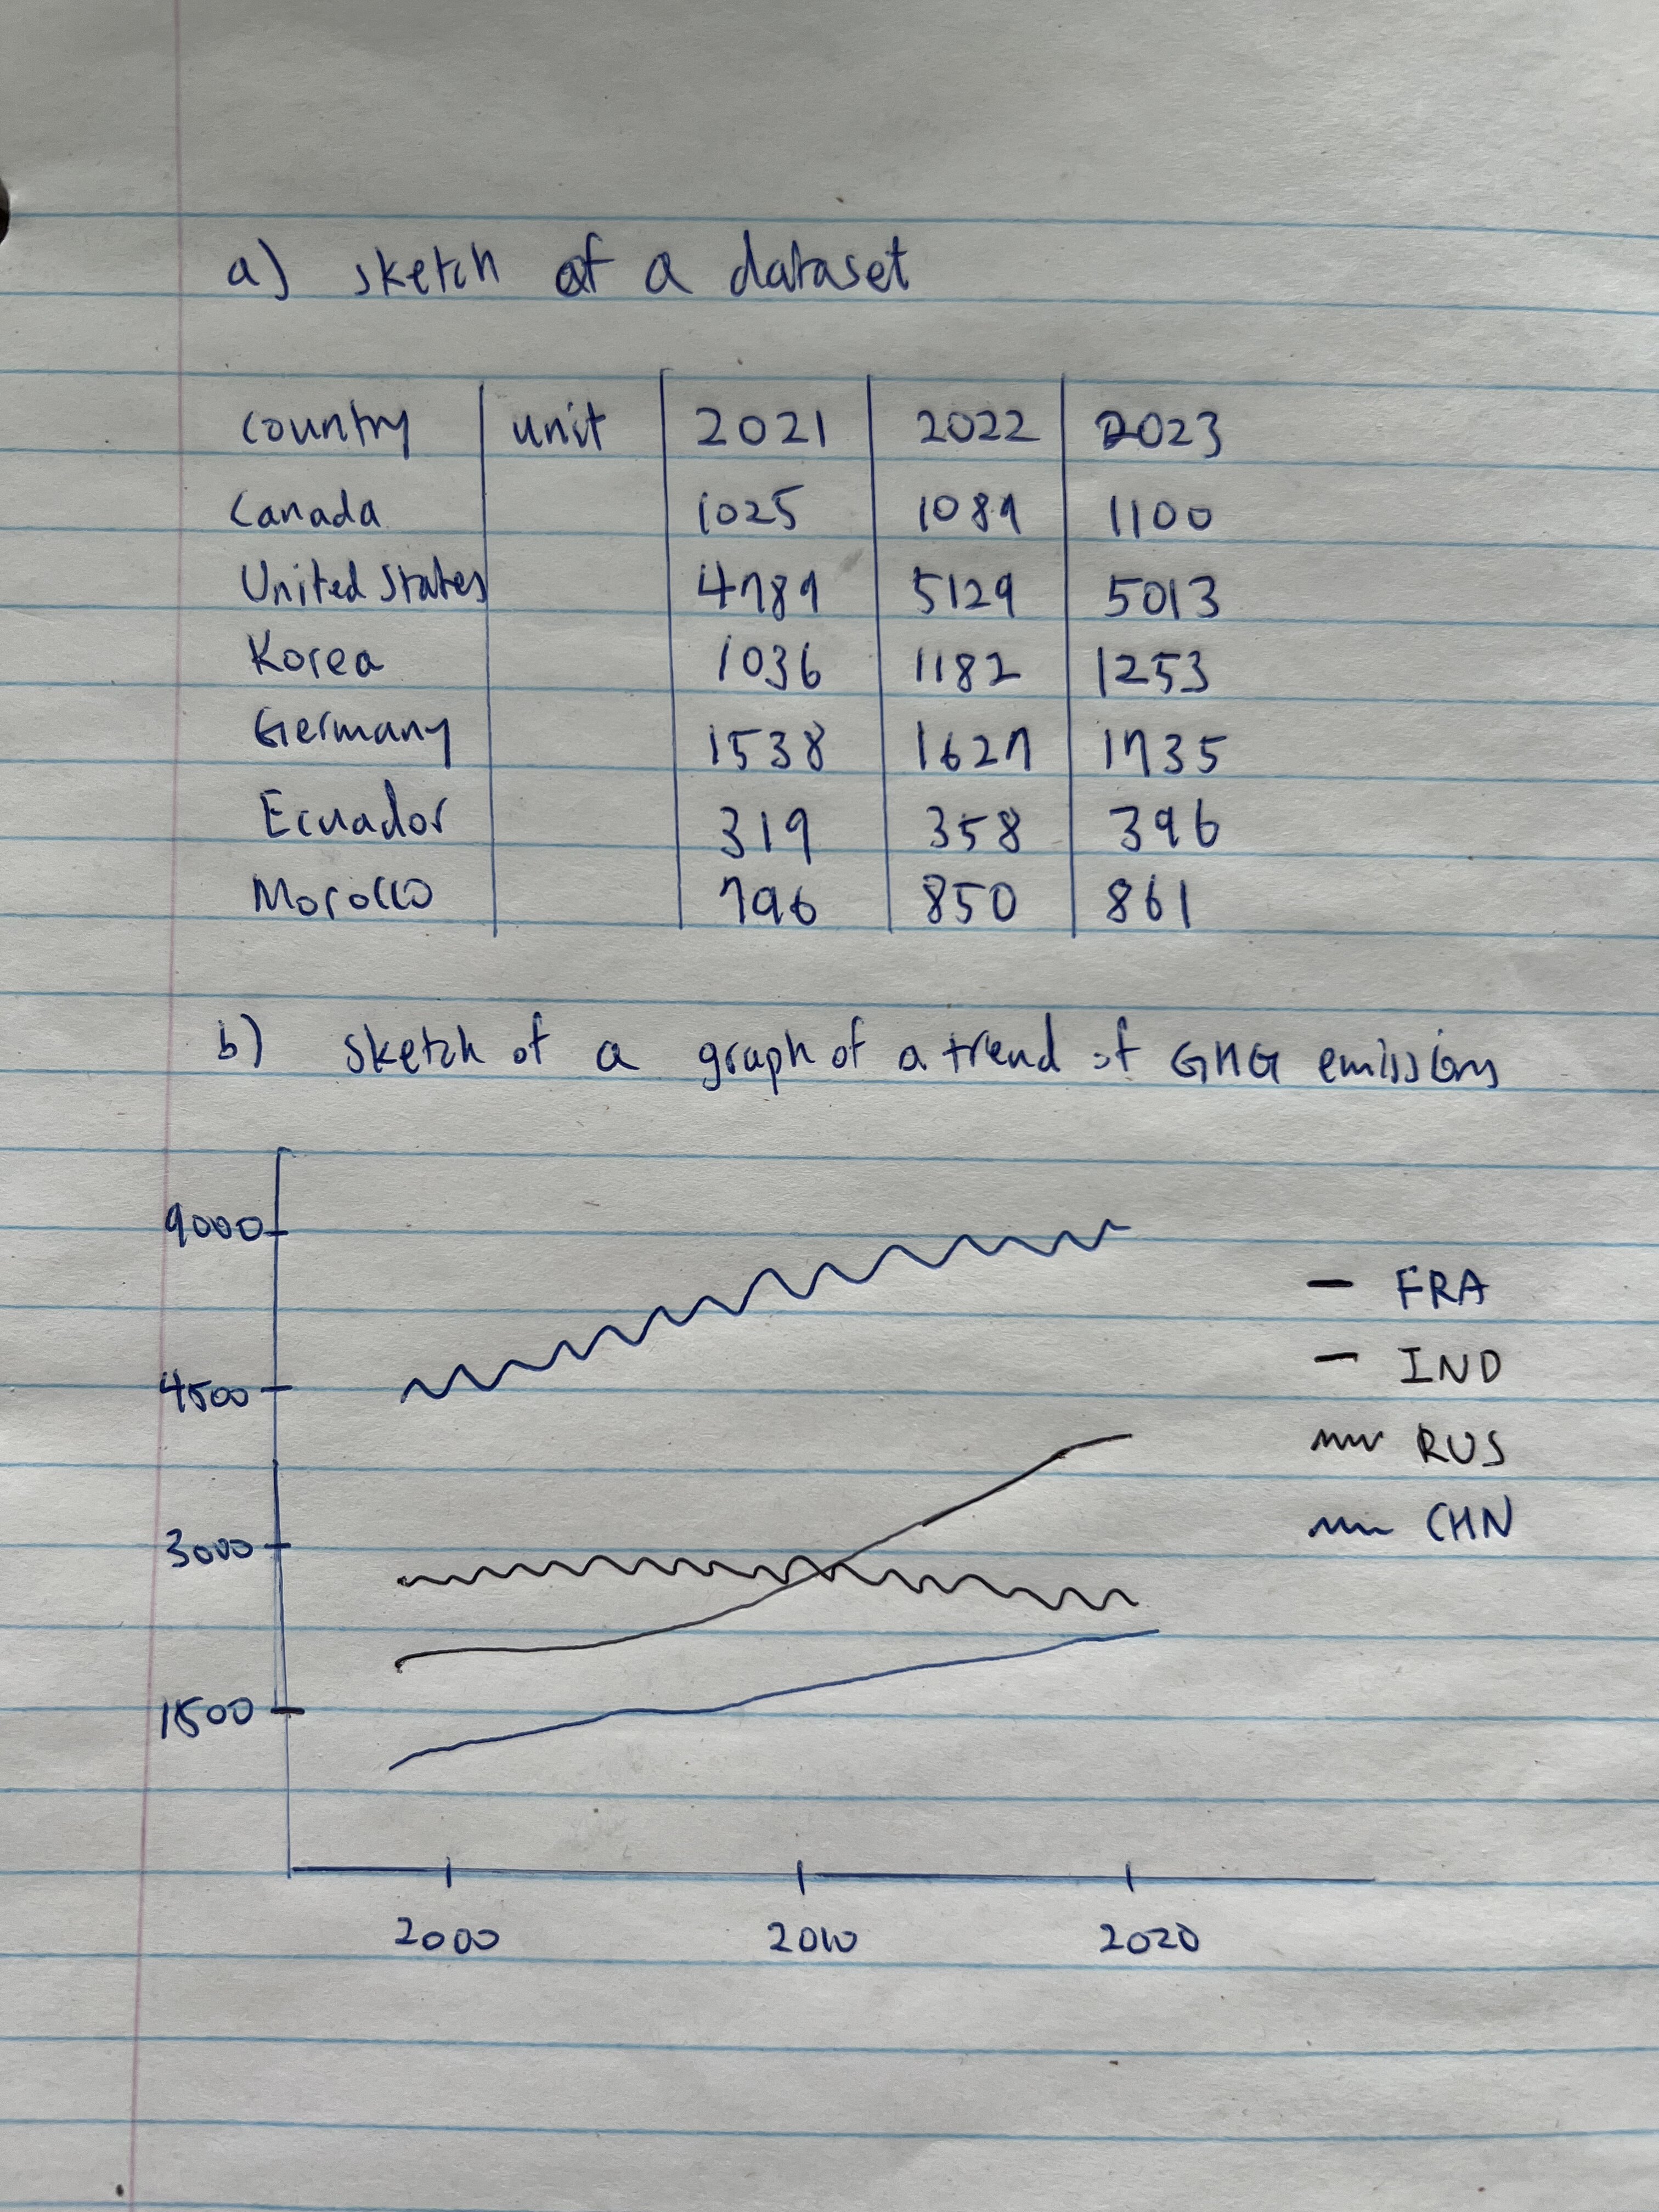 a) sketch of a dataset
country unit 2021 2022 2023
Canada 1025 1089 1100
United States 4789 5129 5013
Korea 1036 1182 1253
Germany 1538 1627 1735
Ecuador 319 358 396
Morocco 796 850 861
b) sketch of a graph of a trend of GHG emissions
9000
4500
3000
1500
FRA
IND
RUS
CHN
2000 2010 2020